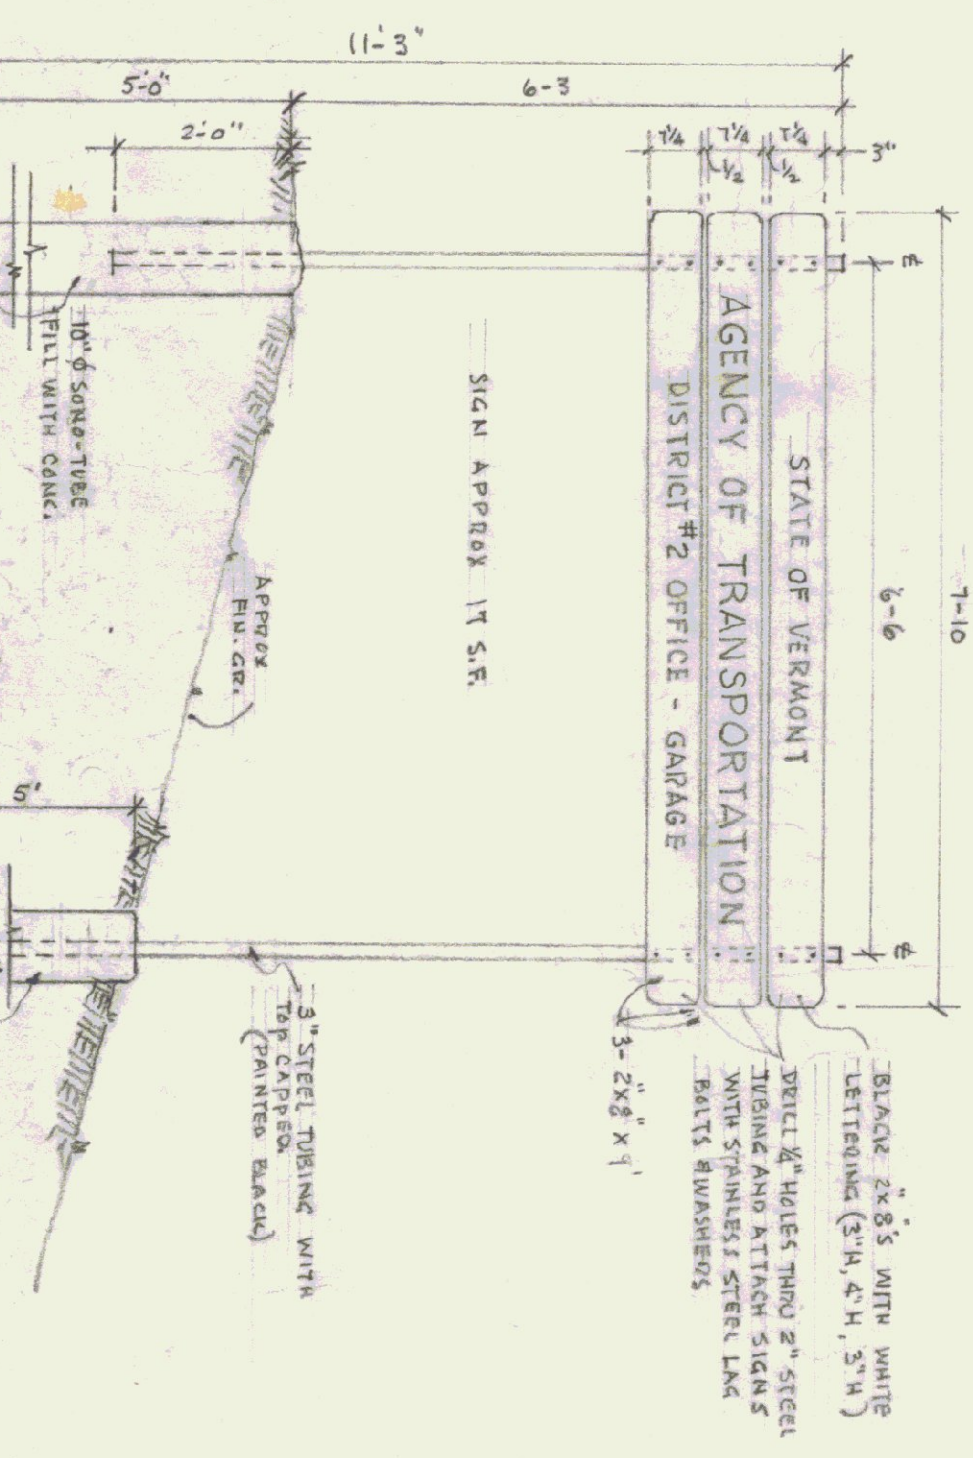 7-10
6-6
℄
℄
3"
7 1/4
7 1/4
7 1/4
1/2
1/2
6-3
11'-3"
5'-0"
2'-0"
STATE OF VERMONT
AGENCY OF TRANSPORTATION
DISTRICT #2 OFFICE - GARAGE
BLACK 2"x8"'S WITH WHITE
LETTERING (3"H, 4"H, 3"H)
DRILL 1/4" HOLES THRU 2" STEEL
TUBING AND ATTACH SIGNS
WITH STAINLESS STEEL LAG
BOLTS & WASHERS
3- 2"x8" x 9'
SIGN APPROX 17 S.F.
3" STEEL TUBING WITH
TOP CAPPED
(PAINTED BLACK)
APPROX
FIN. GR.
10" Ø SONO-TUBE
FILL WITH CONC.
5'